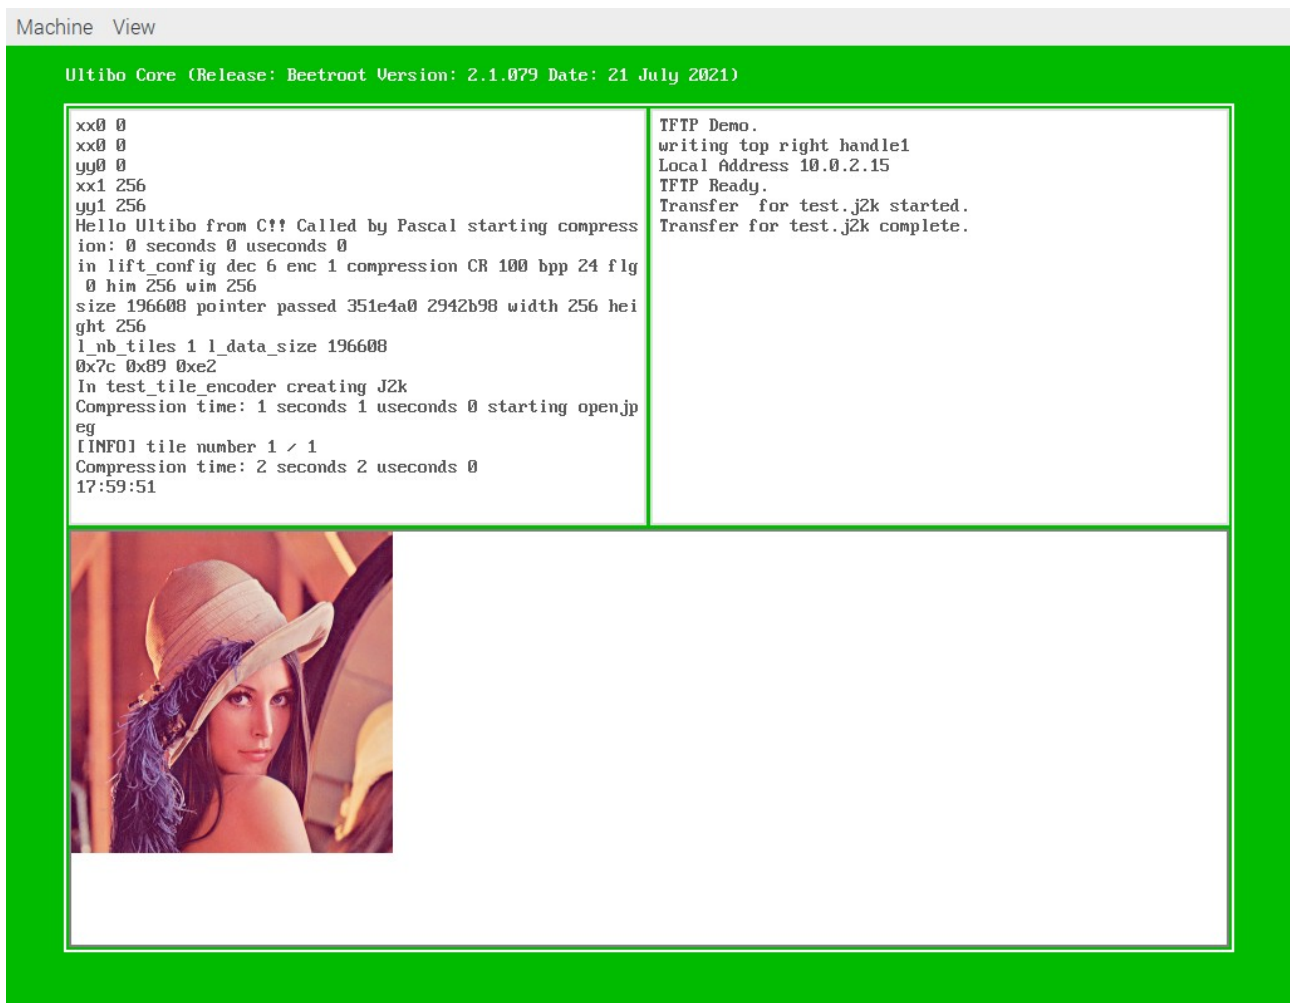 Machine View
Ultibo Core (Release: Beetroot Version: 2.1.079 Date: 21 July 2021)
xx0 0
xx0 0
yy0 0
xx1 256
yy1 256
Hello Ultibo from C!! Called by Pascal starting compress
ion: 0 seconds 0 useconds 0
in lift_config dec 6 enc 1 compression CR 100 bpp 24 flg
 0 him 256 wim 256
size 196608 pointer passed 351e4a0 2942b98 width 256 hei
ght 256
l_nb_tiles 1 l_data_size 196608
0x7c 0x89 0xe2
In test_tile_encoder creating J2k
Compression time: 1 seconds 1 useconds 0 starting openjp
eg
[INFO] tile number 1 / 1
Compression time: 2 seconds 2 useconds 0
17:59:51
TFTP Demo.
writing top right handle1
Local Address 10.0.2.15
TFTP Ready.
Transfer  for test.j2k started.
Transfer for test.j2k complete.